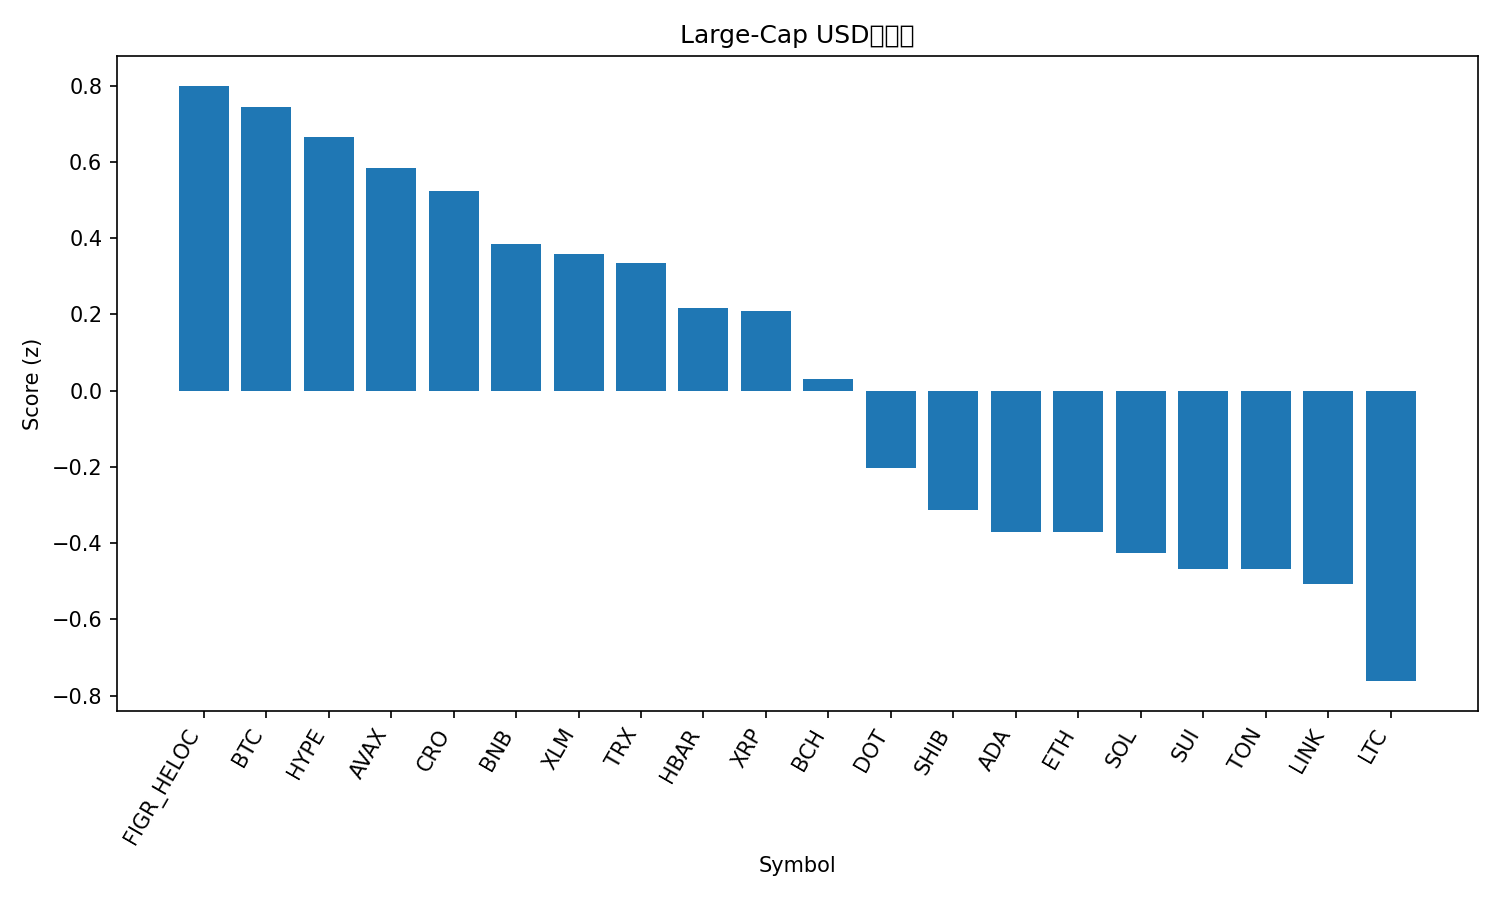 Large-Cap USD
0.8
0.6
0.4
0.2
0.0
−0.2
−0.4
−0.6
−0.8
Score (z)
FIGR_HELOC
BTC
HYPE
AVAX
CRO
BNB
XLM
TRX
HBAR
XRP
BCH
DOT
SHIB
ADA
ETH
SOL
SUI
TON
LINK
LTC
Symbol